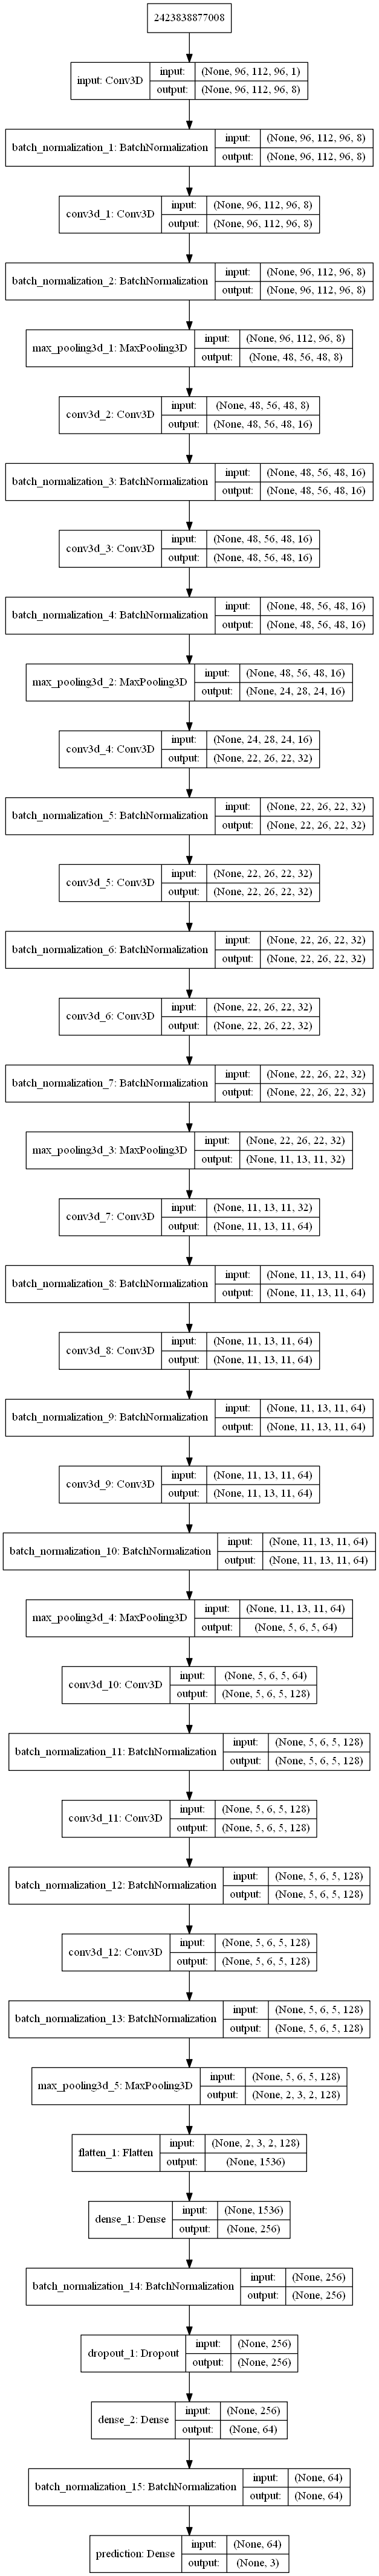 2423838877008
input: Conv3D
input: (None, 96, 112, 96, 1)
output: (None, 96, 112, 96, 8)
batch_normalization_1: BatchNormalization
input: (None, 96, 112, 96, 8)
output: (None, 96, 112, 96, 8)
conv3d_1: Conv3D
input: (None, 96, 112, 96, 8)
output: (None, 96, 112, 96, 8)
batch_normalization_2: BatchNormalization
input: (None, 96, 112, 96, 8)
output: (None, 96, 112, 96, 8)
max_pooling3d_1: MaxPooling3D
input: (None, 96, 112, 96, 8)
output: (None, 48, 56, 48, 8)
conv3d_2: Conv3D
input: (None, 48, 56, 48, 8)
output: (None, 48, 56, 48, 16)
batch_normalization_3: BatchNormalization
input: (None, 48, 56, 48, 16)
output: (None, 48, 56, 48, 16)
conv3d_3: Conv3D
input: (None, 48, 56, 48, 16)
output: (None, 48, 56, 48, 16)
batch_normalization_4: BatchNormalization
input: (None, 48, 56, 48, 16)
output: (None, 48, 56, 48, 16)
max_pooling3d_2: MaxPooling3D
input: (None, 48, 56, 48, 16)
output: (None, 24, 28, 24, 16)
conv3d_4: Conv3D
input: (None, 24, 28, 24, 16)
output: (None, 22, 26, 22, 32)
batch_normalization_5: BatchNormalization
input: (None, 22, 26, 22, 32)
output: (None, 22, 26, 22, 32)
conv3d_5: Conv3D
input: (None, 22, 26, 22, 32)
output: (None, 22, 26, 22, 32)
batch_normalization_6: BatchNormalization
input: (None, 22, 26, 22, 32)
output: (None, 22, 26, 22, 32)
conv3d_6: Conv3D
input: (None, 22, 26, 22, 32)
output: (None, 22, 26, 22, 32)
batch_normalization_7: BatchNormalization
input: (None, 22, 26, 22, 32)
output: (None, 22, 26, 22, 32)
max_pooling3d_3: MaxPooling3D
input: (None, 22, 26, 22, 32)
output: (None, 11, 13, 11, 32)
conv3d_7: Conv3D
input: (None, 11, 13, 11, 32)
output: (None, 11, 13, 11, 64)
batch_normalization_8: BatchNormalization
input: (None, 11, 13, 11, 64)
output: (None, 11, 13, 11, 64)
conv3d_8: Conv3D
input: (None, 11, 13, 11, 64)
output: (None, 11, 13, 11, 64)
batch_normalization_9: BatchNormalization
input: (None, 11, 13, 11, 64)
output: (None, 11, 13, 11, 64)
conv3d_9: Conv3D
input: (None, 11, 13, 11, 64)
output: (None, 11, 13, 11, 64)
batch_normalization_10: BatchNormalization
input: (None, 11, 13, 11, 64)
output: (None, 11, 13, 11, 64)
max_pooling3d_4: MaxPooling3D
input: (None, 11, 13, 11, 64)
output: (None, 5, 6, 5, 64)
conv3d_10: Conv3D
input: (None, 5, 6, 5, 64)
output: (None, 5, 6, 5, 128)
batch_normalization_11: BatchNormalization
input: (None, 5, 6, 5, 128)
output: (None, 5, 6, 5, 128)
conv3d_11: Conv3D
input: (None, 5, 6, 5, 128)
output: (None, 5, 6, 5, 128)
batch_normalization_12: BatchNormalization
input: (None, 5, 6, 5, 128)
output: (None, 5, 6, 5, 128)
conv3d_12: Conv3D
input: (None, 5, 6, 5, 128)
output: (None, 5, 6, 5, 128)
batch_normalization_13: BatchNormalization
input: (None, 5, 6, 5, 128)
output: (None, 5, 6, 5, 128)
max_pooling3d_5: MaxPooling3D
input: (None, 5, 6, 5, 128)
output: (None, 2, 3, 2, 128)
flatten_1: Flatten
input: (None, 2, 3, 2, 128)
output: (None, 1536)
dense_1: Dense
input: (None, 1536)
output: (None, 256)
batch_normalization_14: BatchNormalization
input: (None, 256)
output: (None, 256)
dropout_1: Dropout
input: (None, 256)
output: (None, 256)
dense_2: Dense
input: (None, 256)
output: (None, 64)
batch_normalization_15: BatchNormalization
input: (None, 64)
output: (None, 64)
prediction: Dense
input: (None, 64)
output: (None, 3)